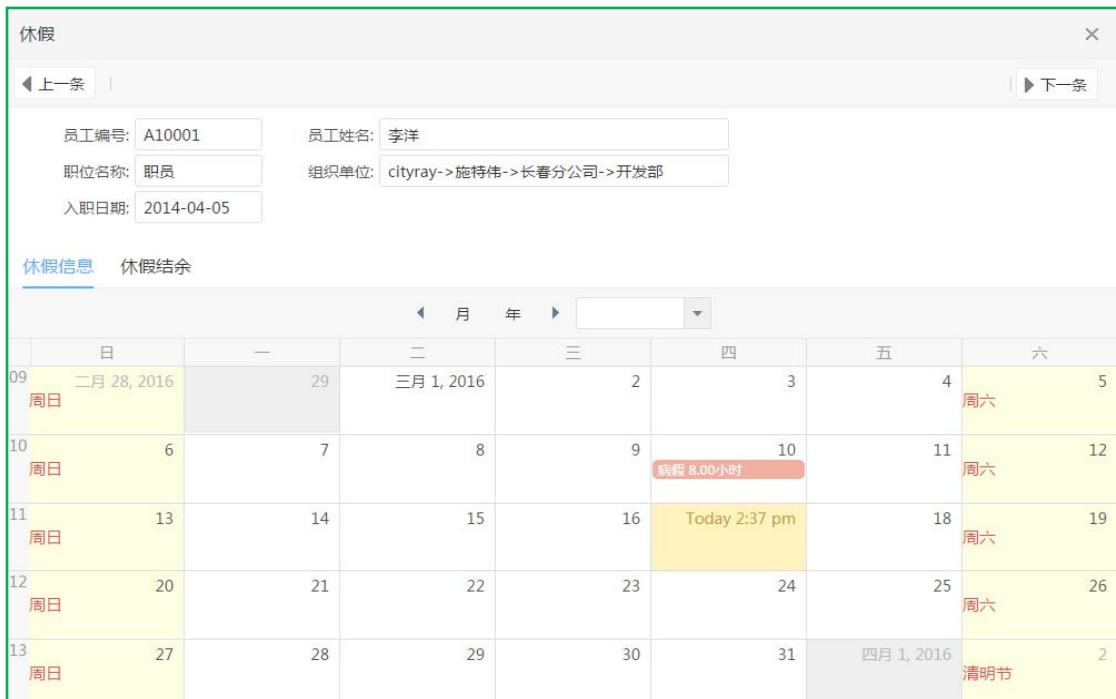 休假
上一条
下一条
员工编号: A10001 员工姓名: 李洋
职位名称: 职员 组织单位: cityray->施特伟->长春分公司->开发部
入职日期: 2014-04-05
休假信息 休假结余
月 年
日 一 二 三 四 五 六
09 二月 28, 2016 29 三月 1, 2016 2 3 4 5
周日 周六
10 6 7 8 9 10 11 12
周日 病假 8.00小时 周六
11 13 14 15 16 Today 2:37 pm 18 19
周日 周六
12 20 21 22 23 24 25 26
周日 周六
13 27 28 29 30 31 四月 1, 2016 2
周日 清明节